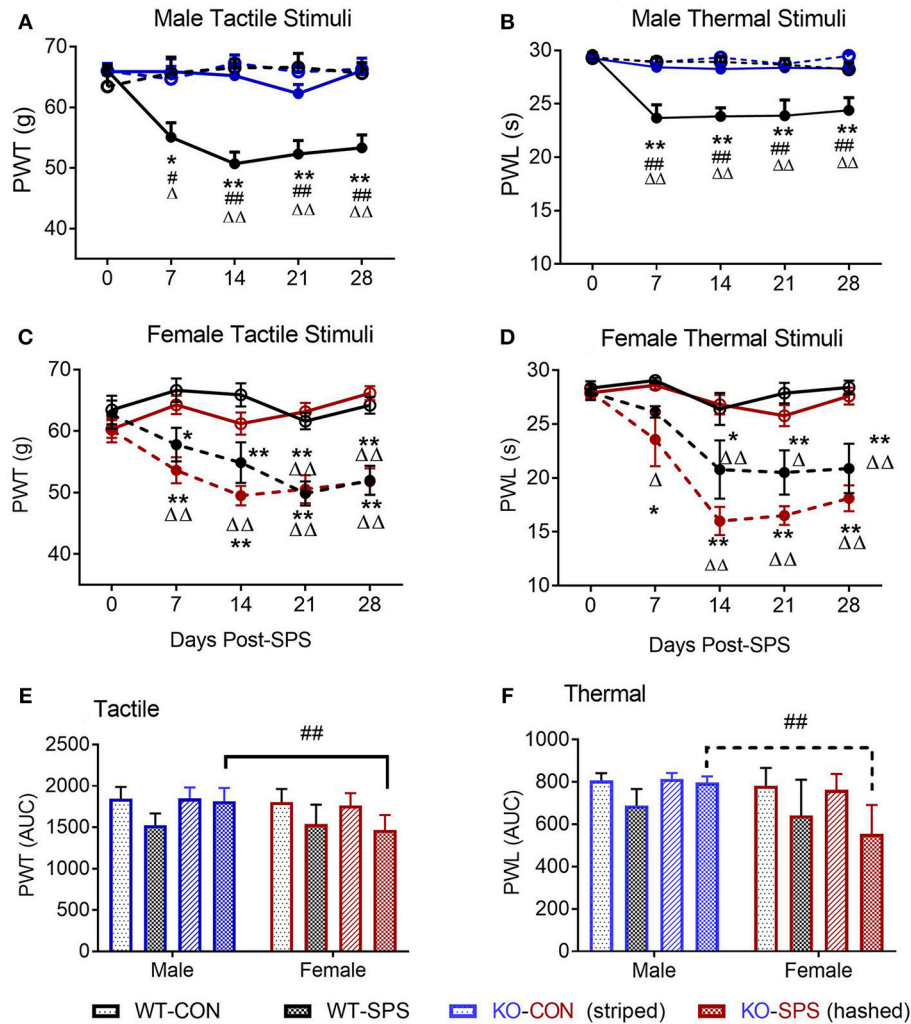 A Male Tactile Stimuli
PWT (g)
70
60
50
40
* ** ** **
# ## ## ##
Δ ΔΔ ΔΔ ΔΔ
0 7 14 21 28
B Male Thermal Stimuli
PWL (s)
30
25
20
15
10
** ** ** **
## ## ## ##
ΔΔ ΔΔ ΔΔ ΔΔ
0 7 14 21 28
C Female Tactile Stimuli
PWT (g)
70
60
50
40
* ** ** **
ΔΔ ΔΔ
** ΔΔ ** **
ΔΔ ** ΔΔ ΔΔ
0 7 14 21 28
Days Post-SPS
D Female Thermal Stimuli
PWL (s)
30
25
20
15
10
* ** **
ΔΔ Δ ΔΔ
Δ
* ** ** **
ΔΔ ΔΔ ΔΔ
0 7 14 21 28
Days Post-SPS
E Tactile
##
PWT (AUC)
2500
2000
1500
1000
500
0
Male Female
F Thermal
##
PWL (AUC)
1000
800
600
400
200
0
Male Female
WT-CON WT-SPS KO-CON (striped) KO-SPS (hashed)